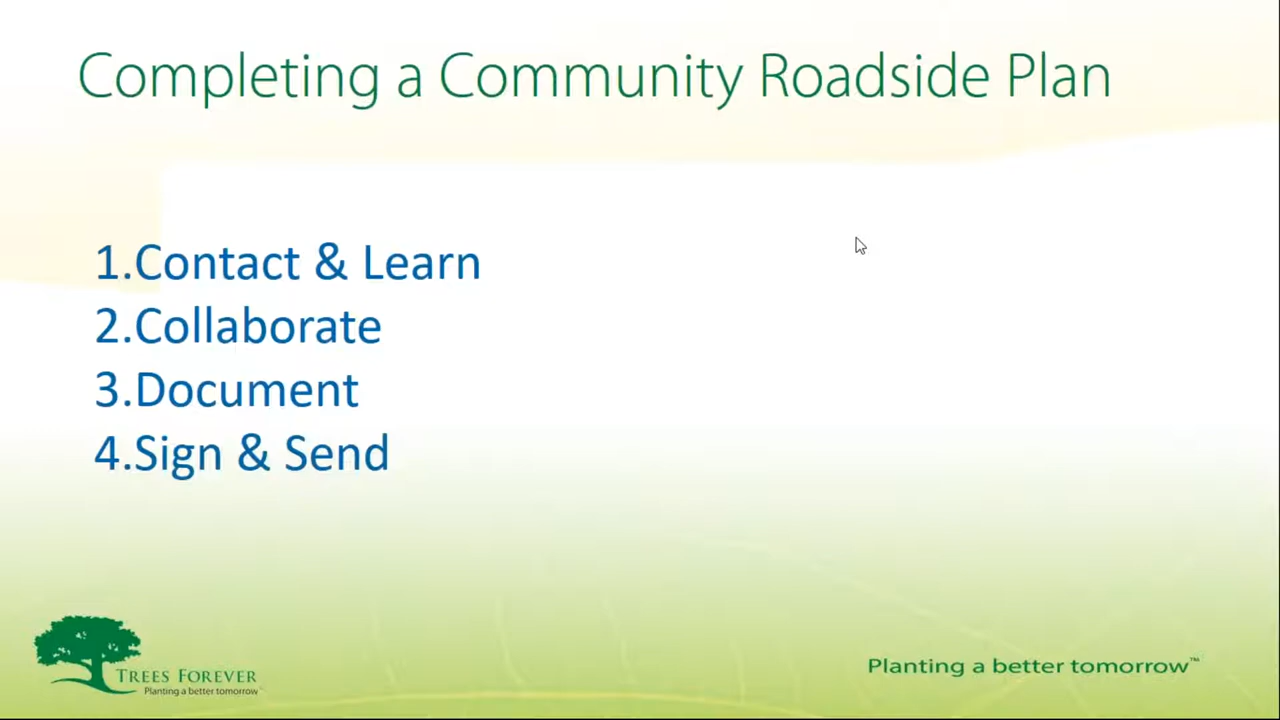 Completing a Community Roadside Plan
1.Contact & Learn
2.Collaborate
3.Document
4.Sign & Send
TREES FOREVER
Planting a better tomorrow
Planting a better tomorrow™